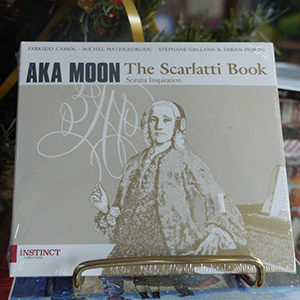 FABRIZIO CASSOL · MICHEL HATZIGEORGIOU · STÉPHANE GALLAND & FABIAN FIORINI
AKA MOON The Scarlatti Book
Sonata Inspiration
INSTINCT